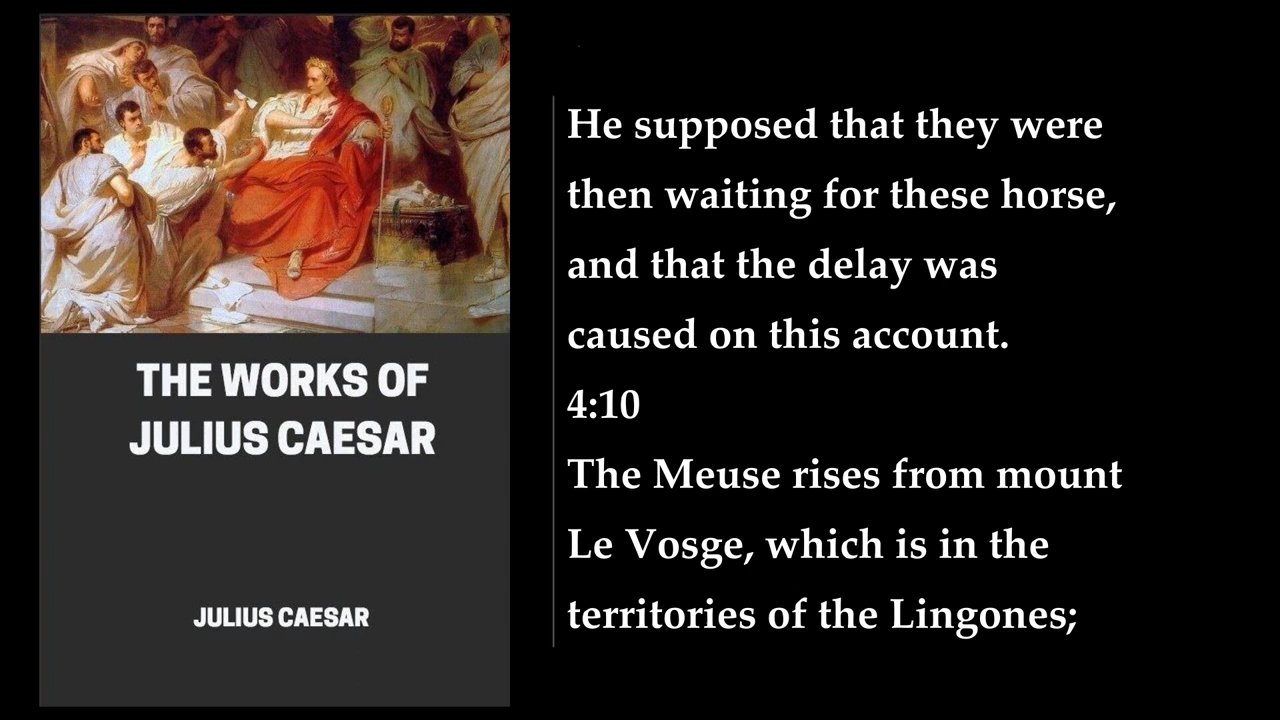 THE WORKS OF
JULIUS CAESAR
JULIUS CAESAR
He supposed that they were
then waiting for these horse,
and that the delay was
caused on this account.
4:10
The Meuse rises from mount
Le Vosge, which is in the
territories of the Lingones;